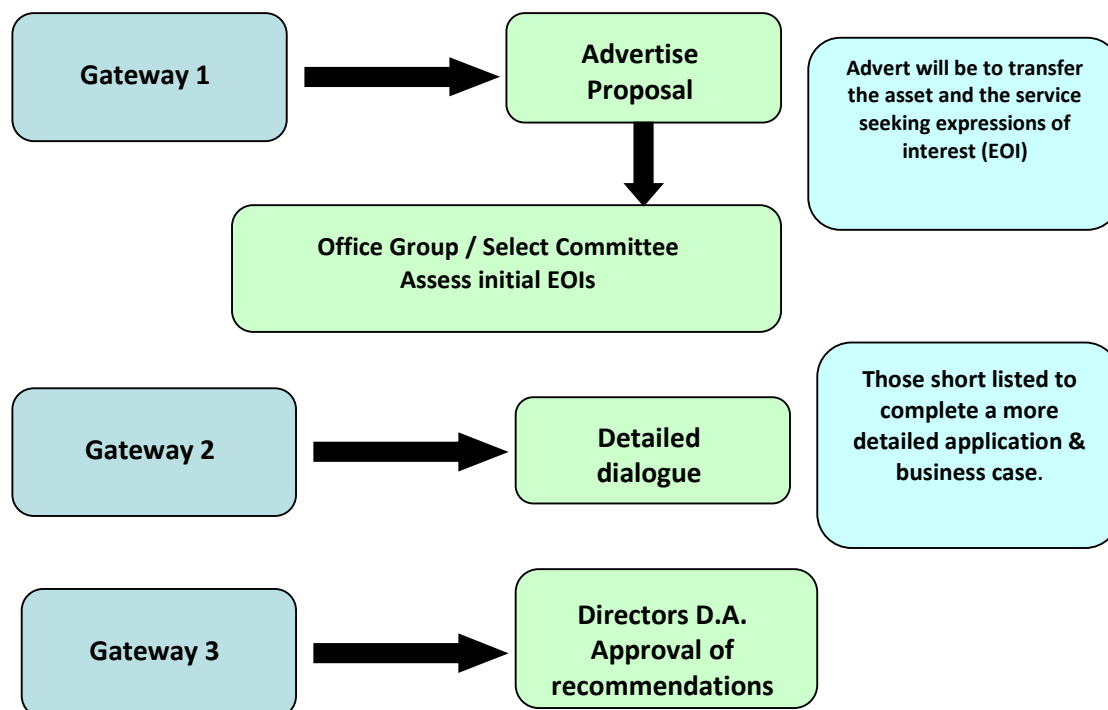 Gateway 1
Advertise
Proposal
Advert will be to transfer
the asset and the service
seeking expressions of
interest (EOI)
Office Group / Select Committee
Assess initial EOIs
Gateway 2
Detailed
dialogue
Those short listed to
complete a more
detailed application &
business case.
Gateway 3
Directors D.A.
Approval of
recommendations